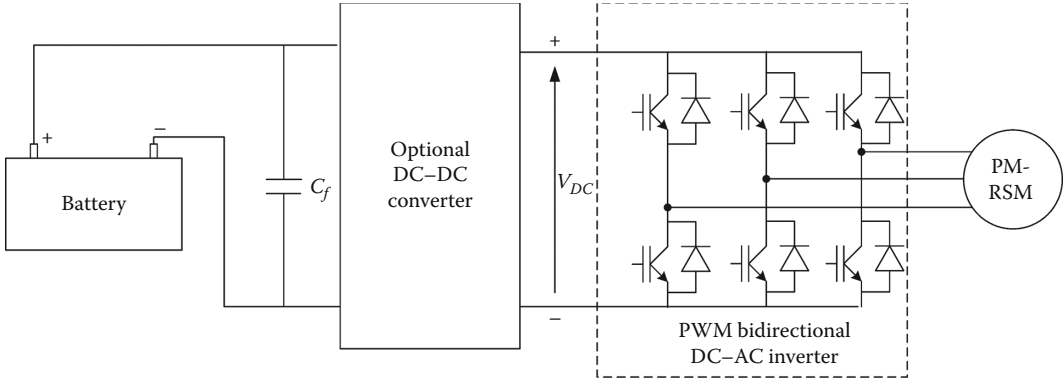 +
−
Battery
C_f
Optional
DC–DC
converter
+
V_DC
−
PM-
RSM
PWM bidirectional
DC–AC inverter